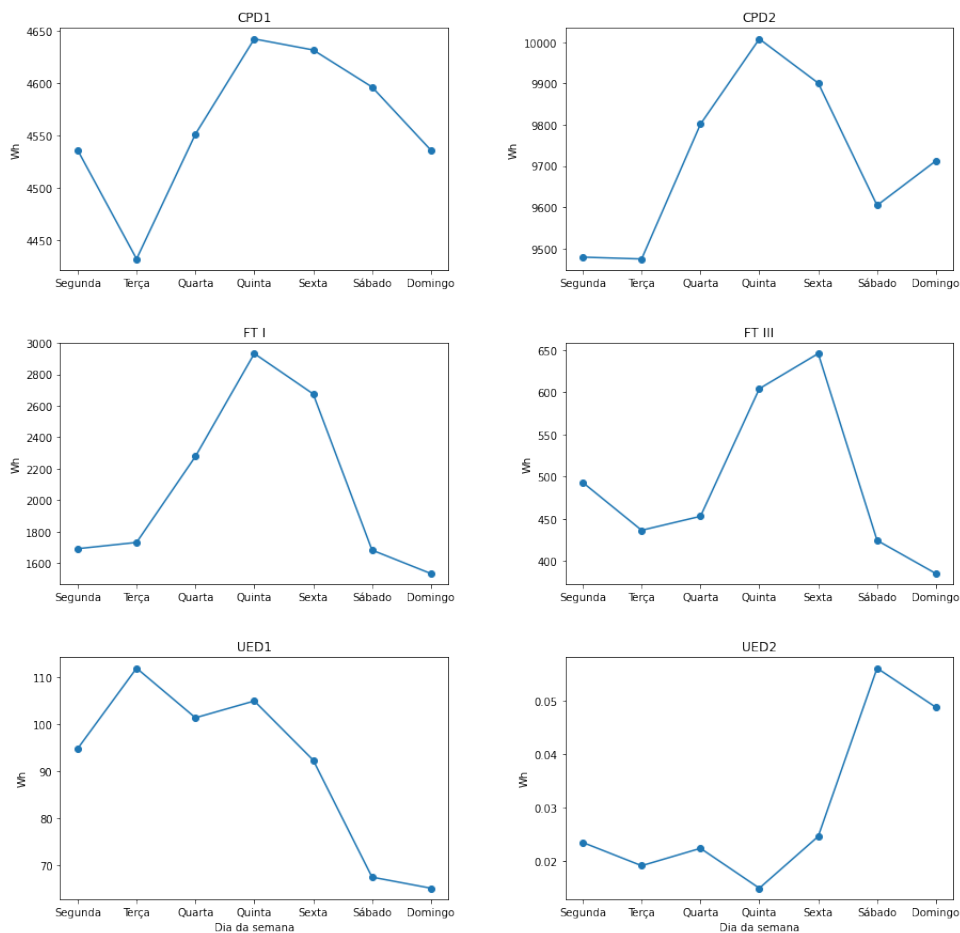 CPD1
4650
4600
4550
4500
4450
Wh
Segunda Terça Quarta Quinta Sexta Sábado Domingo
CPD2
10000
9900
9800
9700
9600
9500
Wh
Segunda Terça Quarta Quinta Sexta Sábado Domingo
FT I
3000
2800
2600
2400
2200
2000
1800
1600
Wh
Segunda Terça Quarta Quinta Sexta Sábado Domingo
FT III
650
600
550
500
450
400
Wh
Segunda Terça Quarta Quinta Sexta Sábado Domingo
UED1
110
100
90
80
70
Wh
Segunda Terça Quarta Quinta Sexta Sábado Domingo
Dia da semana
UED2
0.05
0.04
0.03
0.02
Wh
Segunda Terça Quarta Quinta Sexta Sábado Domingo
Dia da semana